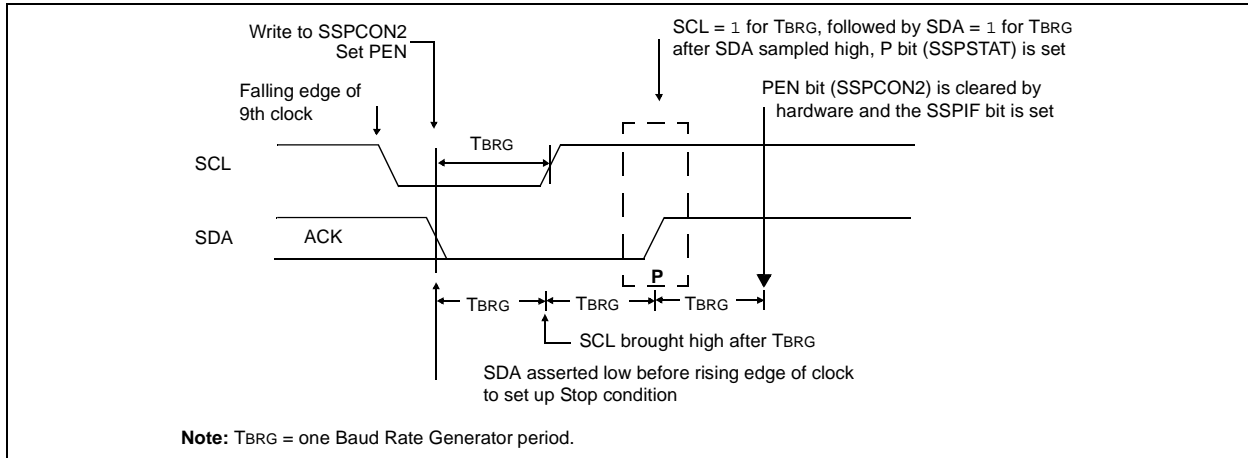 Write to SSPCON2
Set PEN
SCL = 1 for TBRG, followed by SDA = 1 for TBRG
after SDA sampled high, P bit (SSPSTAT) is set
Falling edge of
9th clock
PEN bit (SSPCON2) is cleared by
hardware and the SSPIF bit is set
TBRG
SCL
SDA
ACK
P
TBRG
TBRG
TBRG
SCL brought high after TBRG
SDA asserted low before rising edge of clock
to set up Stop condition
Note: TBRG = one Baud Rate Generator period.